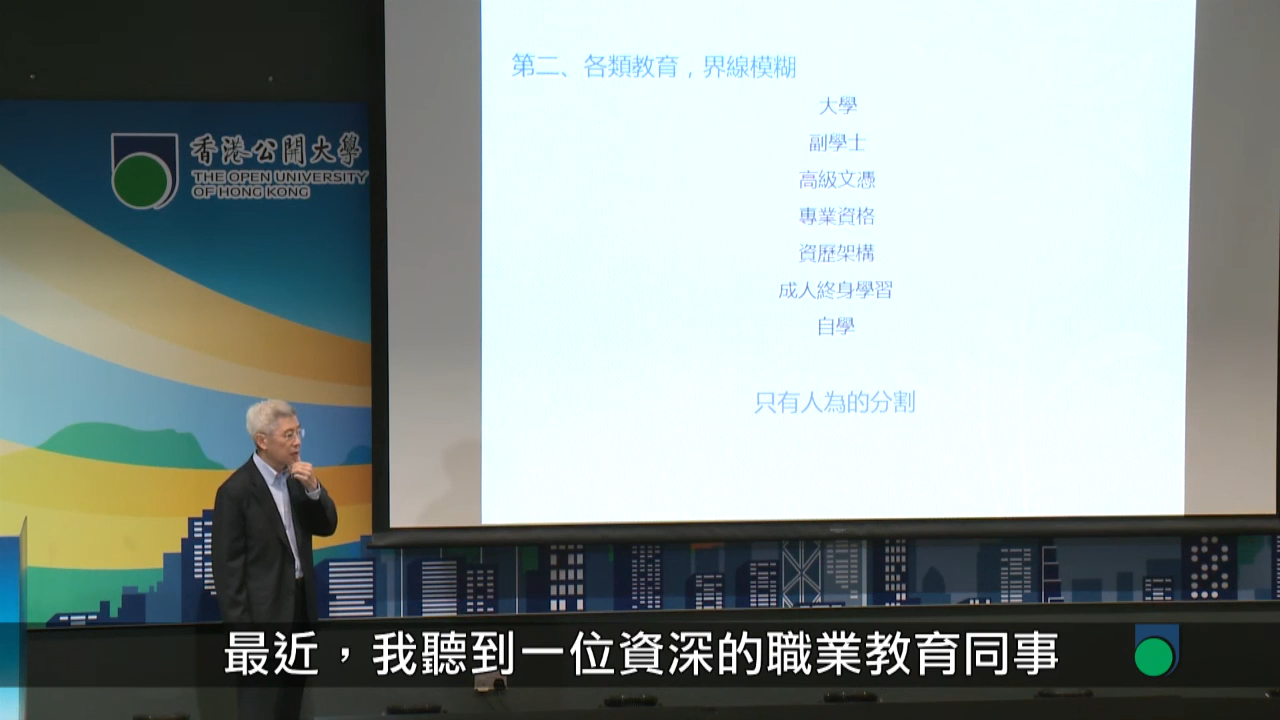 第二、各類教育，界線模糊
大學
副學士
高級文憑
專業資格
資歷架構
成人終身學習
自學
只有人為的分割
香港公開大學
THE OPEN UNIVERSITY
OF HONG KONG
最近，我聽到一位資深的職業教育同事